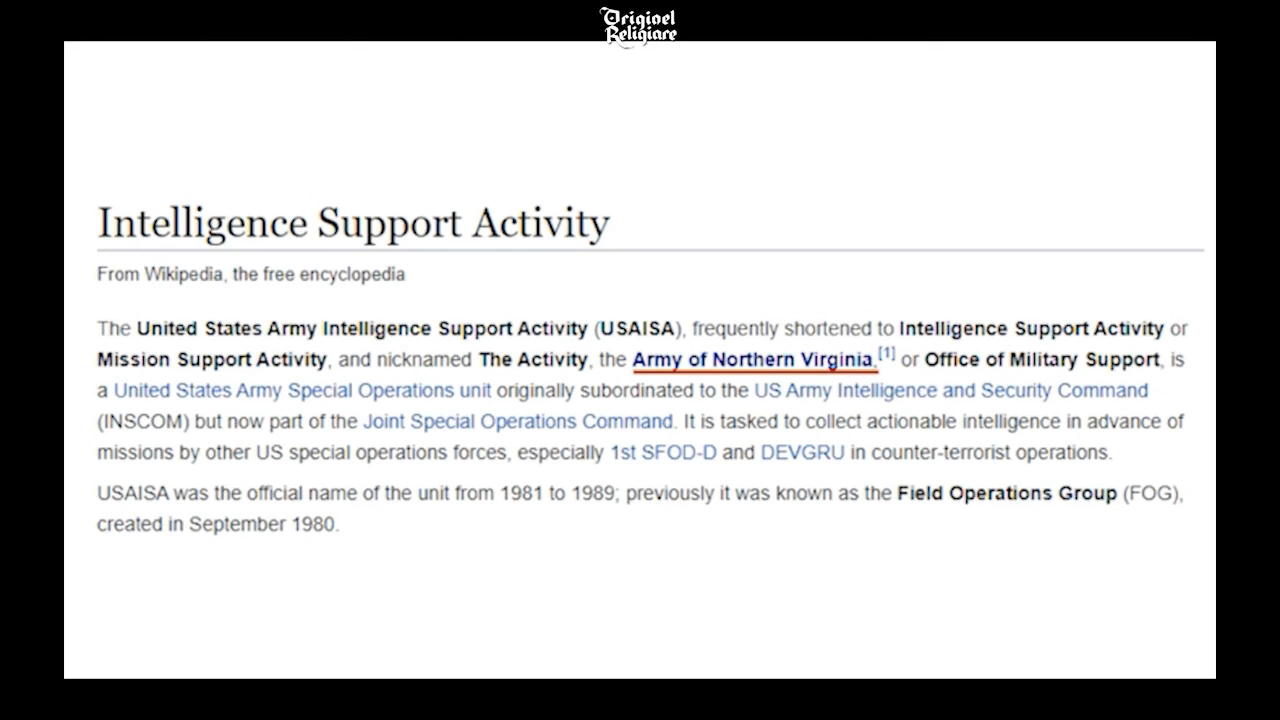 Origioel
Religiare
Intelligence Support Activity
From Wikipedia, the free encyclopedia
The United States Army Intelligence Support Activity (USAISA), frequently shortened to Intelligence Support Activity or
Mission Support Activity, and nicknamed The Activity, the Army of Northern Virginia,[1] or Office of Military Support, is
a United States Army Special Operations unit originally subordinated to the US Army Intelligence and Security Command
(INSCOM) but now part of the Joint Special Operations Command. It is tasked to collect actionable intelligence in advance of
missions by other US special operations forces, especially 1st SFOD-D and DEVGRU in counter-terrorist operations.
USAISA was the official name of the unit from 1981 to 1989; previously it was known as the Field Operations Group (FOG),
created in September 1980.